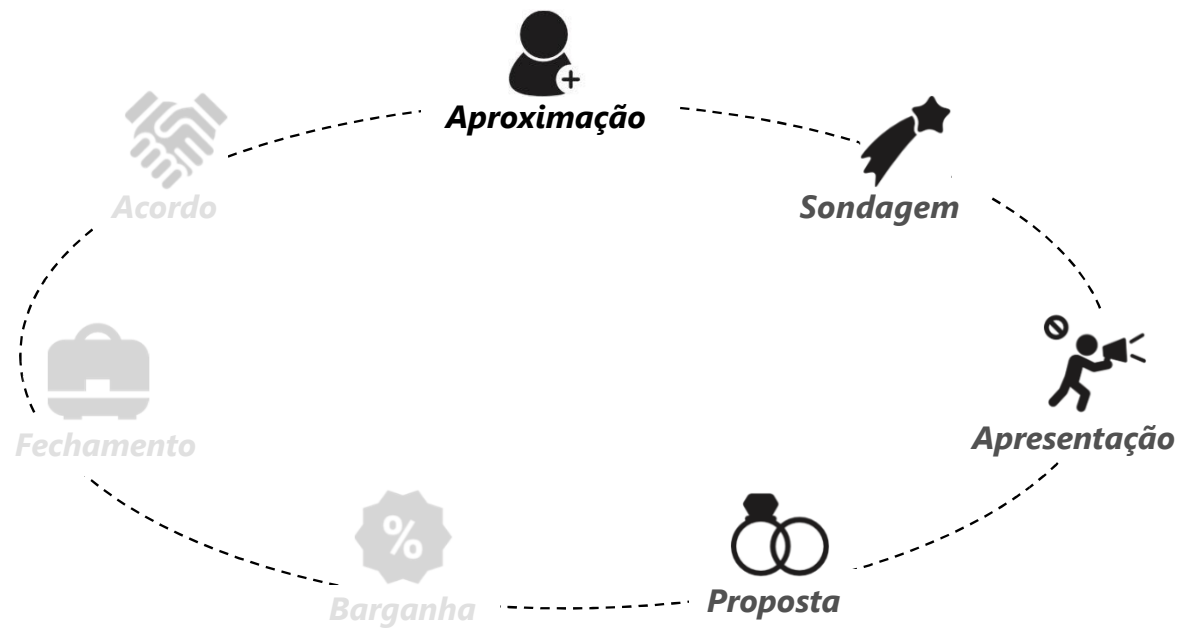 Aproximação
Sondagem
Apresentação
Proposta
Barganha
Fechamento
Acordo
%